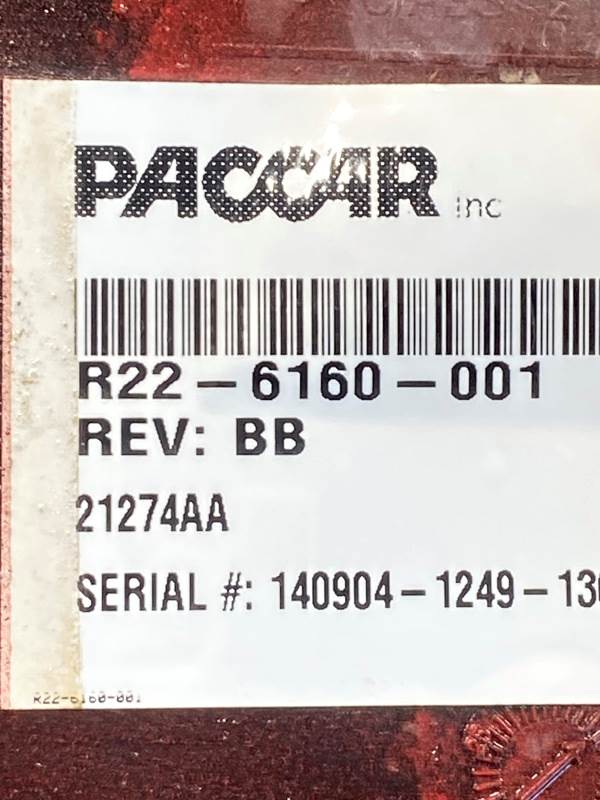 PACCAR inc
R22-6160-001
REV: BB
21274AA
SERIAL #: 140904-1249-13
R22-6160-001